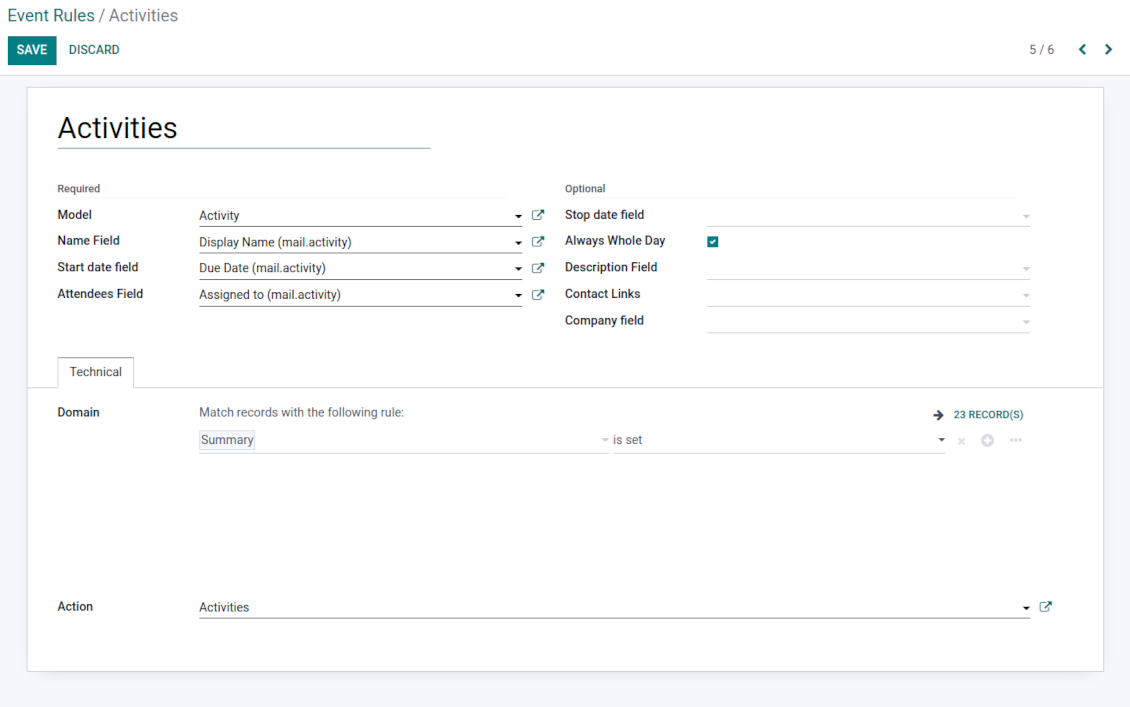 Event Rules / Activities
SAVE DISCARD 5 / 6
Activities
Required Optional
Model Activity Stop date field
Name Field Display Name (mail.activity) Always Whole Day
Start date field Due Date (mail.activity) Description Field
Attendees Field Assigned to (mail.activity) Contact Links
Company field
Technical
Domain Match records with the following rule: 23 RECORD(S)
Summary is set
Action Activities